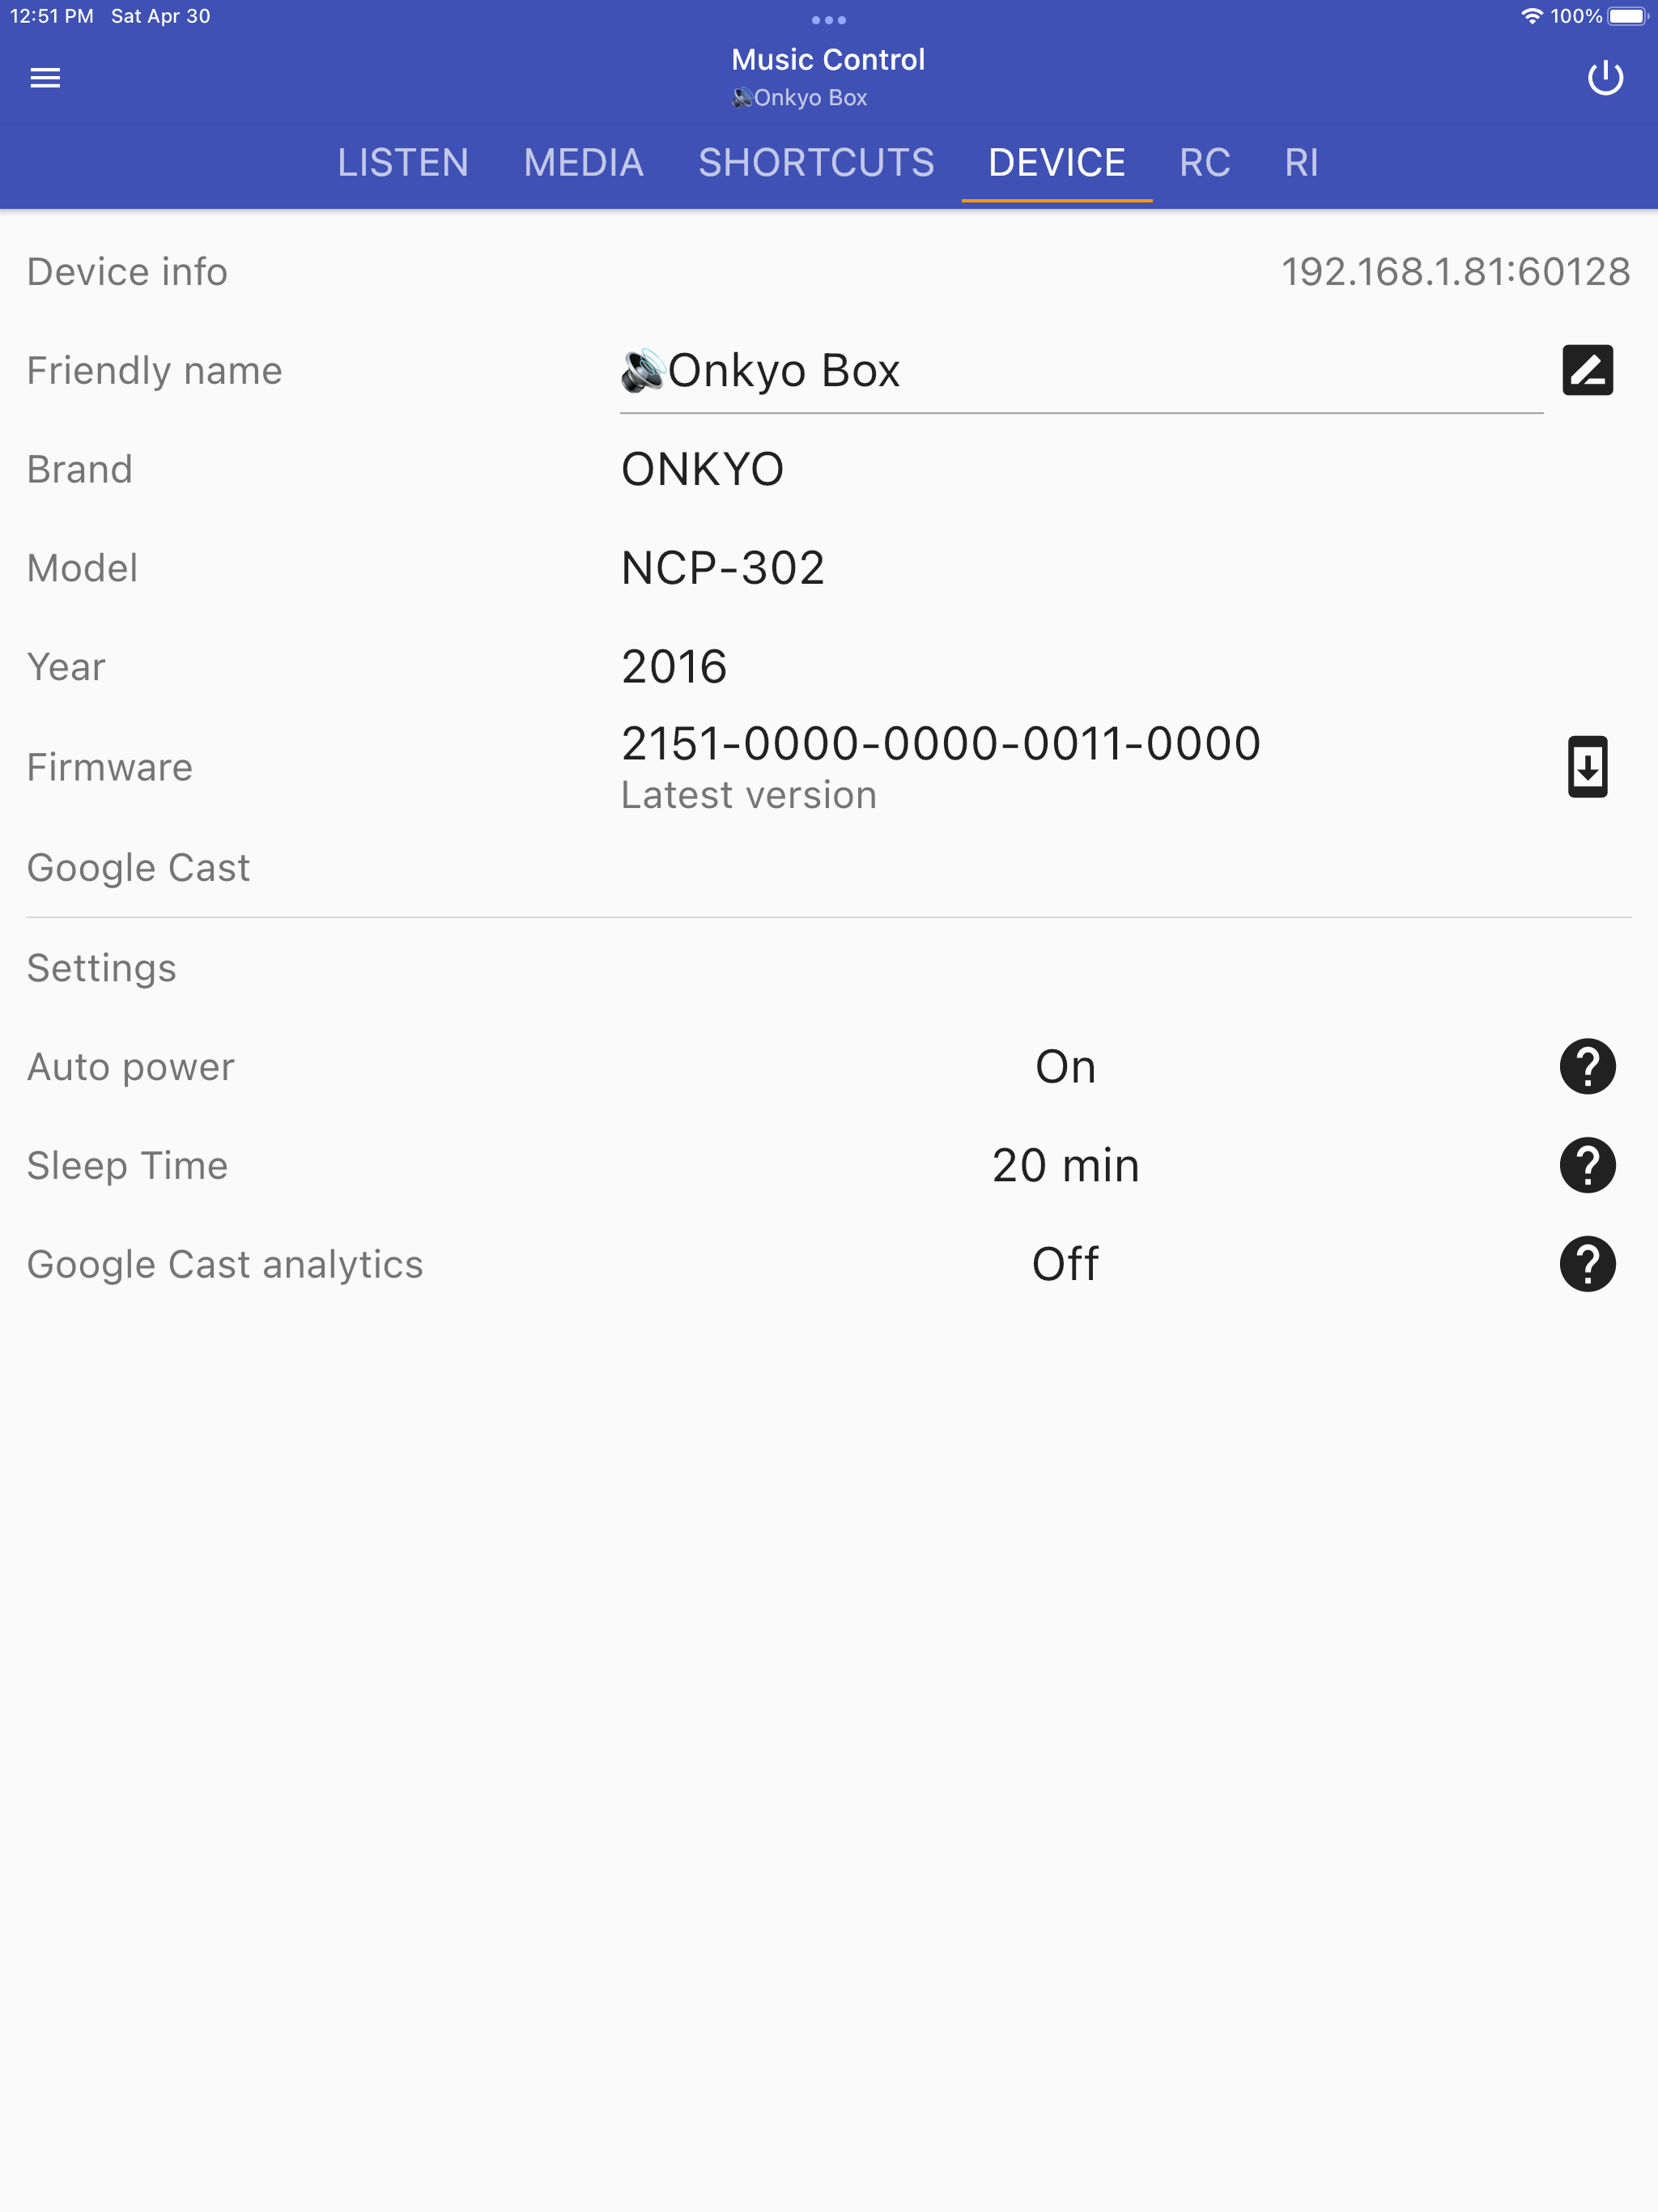 12:51 PM Sat Apr 30
100%
Music Control
🔊Onkyo Box
LISTEN MEDIA SHORTCUTS DEVICE RC RI
Device info 192.168.1.81:60128
Friendly name 🔊Onkyo Box
Brand ONKYO
Model NCP-302
Year 2016
Firmware 2151-0000-0000-0011-0000
Latest version
Google Cast
Settings
Auto power On
Sleep Time 20 min
Google Cast analytics Off